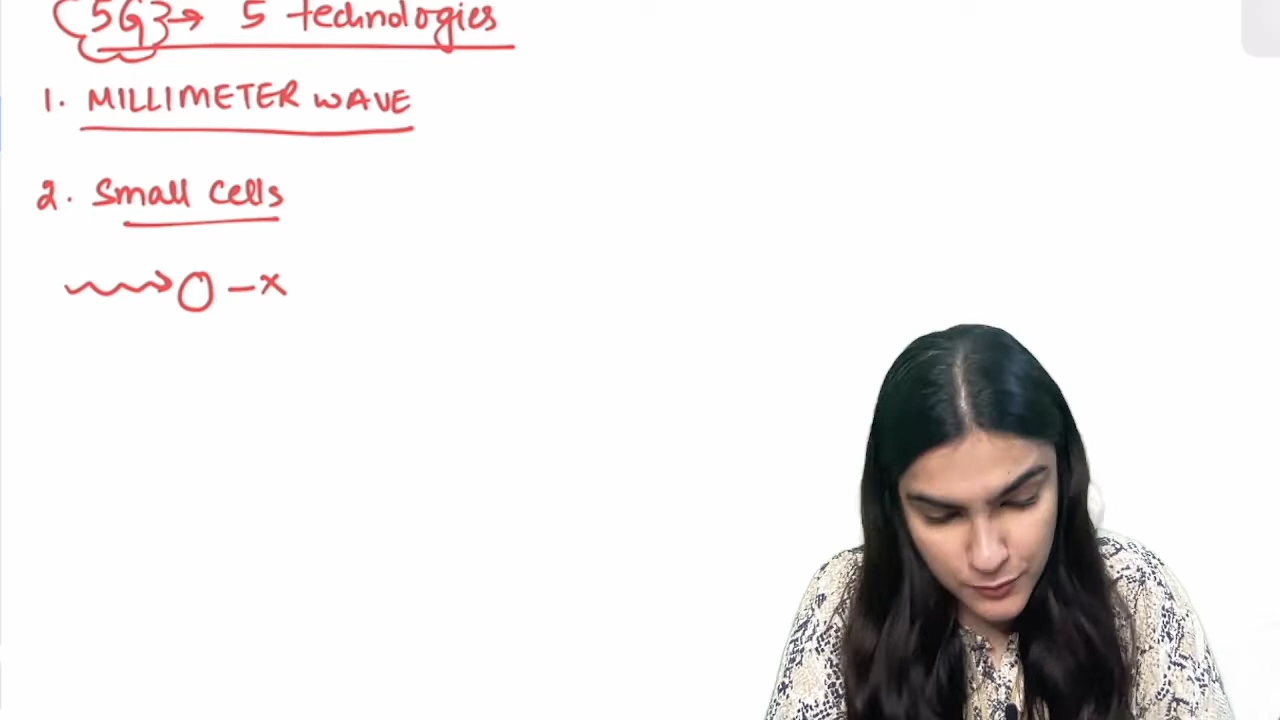 {5G} → 5 technologies
1. MILLIMETER WAVE
2. Small Cells
→ O - x